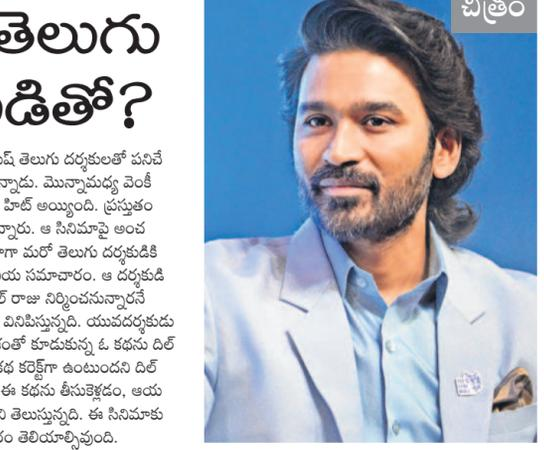 చిత్రం
తెలుగు
డితో?
ష్ తెలుగు దర్శకులతో పనిచే
న్నాడు. మొన్నామధ్య వెంకీ
హిట్ అయ్యింది. ప్రస్తుతం
న్నారు. ఆ సినిమాపై అంచ
గా మరో తెలుగు దర్శకుడికి
య సమాచారం. ఆ దర్శకుడి
ల్ రాజు నిర్మించనున్నారనే
వినిపిస్తున్నది. యువదర్శకుడు
తో కూడుకున్న ఓ కథను దిల్
కథ కరెక్ట్‌గా ఉంటుందని దిల్
ఈ కథను తీసుకెళ్లడం, ఆయ
ని తెలుస్తున్నది. ఈ సినిమాకు
రం తెలియాల్సివుంది.